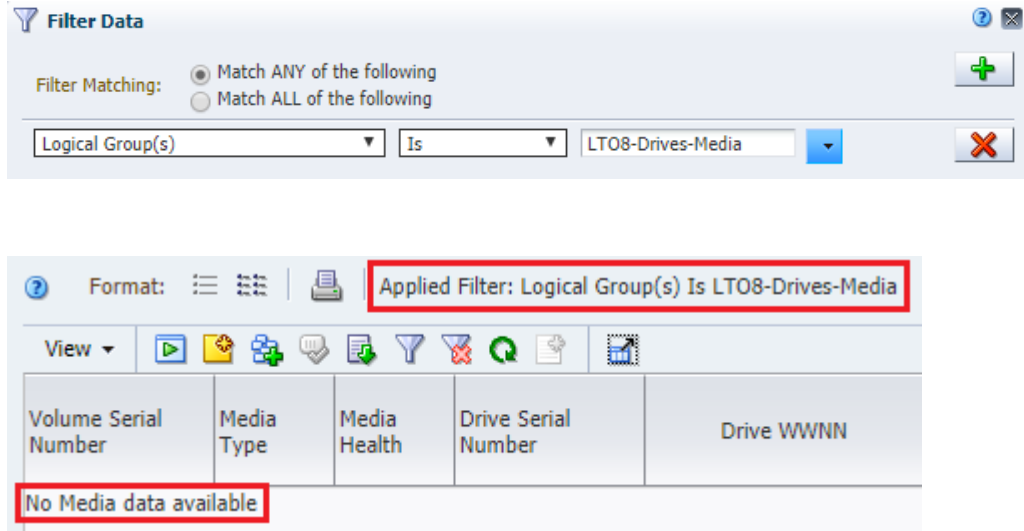 Filter Data
Filter Matching:
Match ANY of the following
Match ALL of the following
Logical Group(s) Is LTO8-Drives-Media
Format: Applied Filter: Logical Group(s) Is LTO8-Drives-Media
View
Volume Serial Number
Media Type
Media Health
Drive Serial Number
Drive WWNN
No Media data available